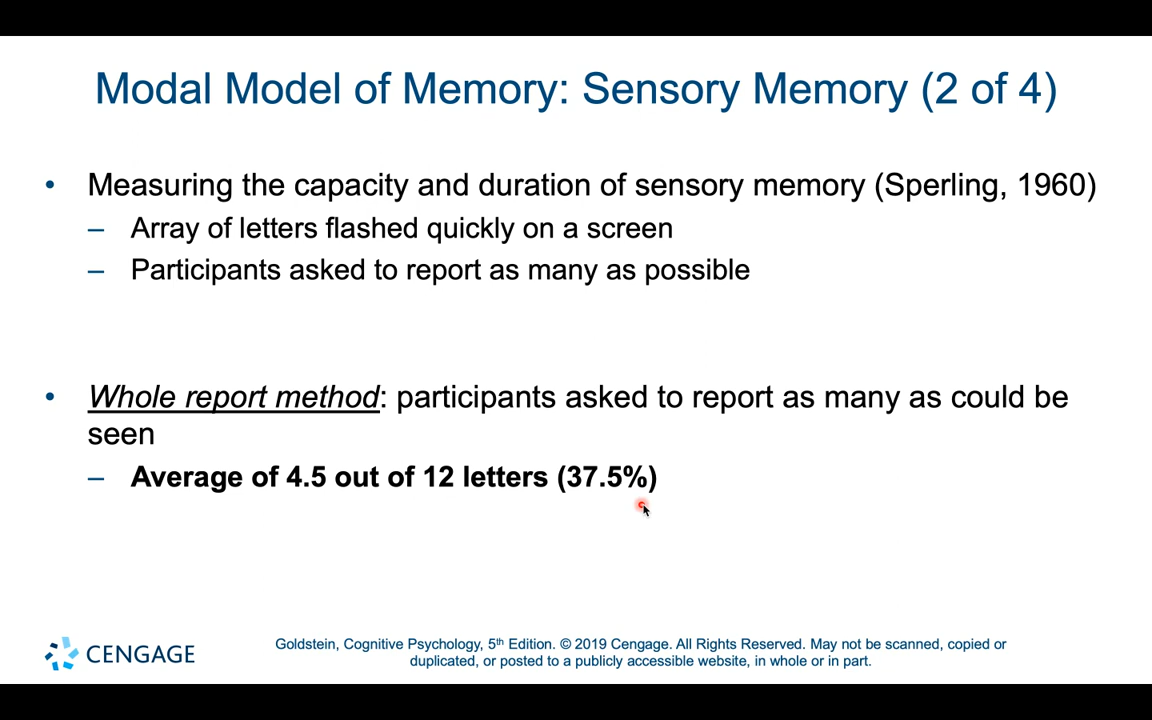 Modal Model of Memory: Sensory Memory (2 of 4)
• Measuring the capacity and duration of sensory memory (Sperling, 1960)
– Array of letters flashed quickly on a screen
– Participants asked to report as many as possible
• Whole report method: participants asked to report as many as could be
seen
– Average of 4.5 out of 12 letters (37.5%)
CENGAGE
Goldstein, Cognitive Psychology, 5th Edition. © 2019 Cengage. All Rights Reserved. May not be scanned, copied or
duplicated, or posted to a publicly accessible website, in whole or in part.